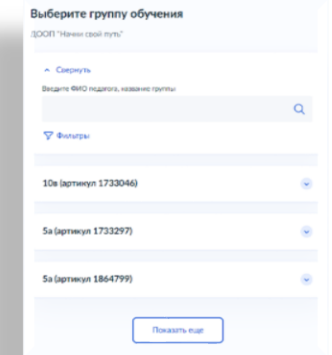 Выберите группу обучения
ДООП "Начни свой путь"
Свернуть
Введите ФИО педагога, название группы
Фильтры
10в (артикул 1733046)
5а (артикул 1733297)
5а (артикул 1864799)
Показать еще